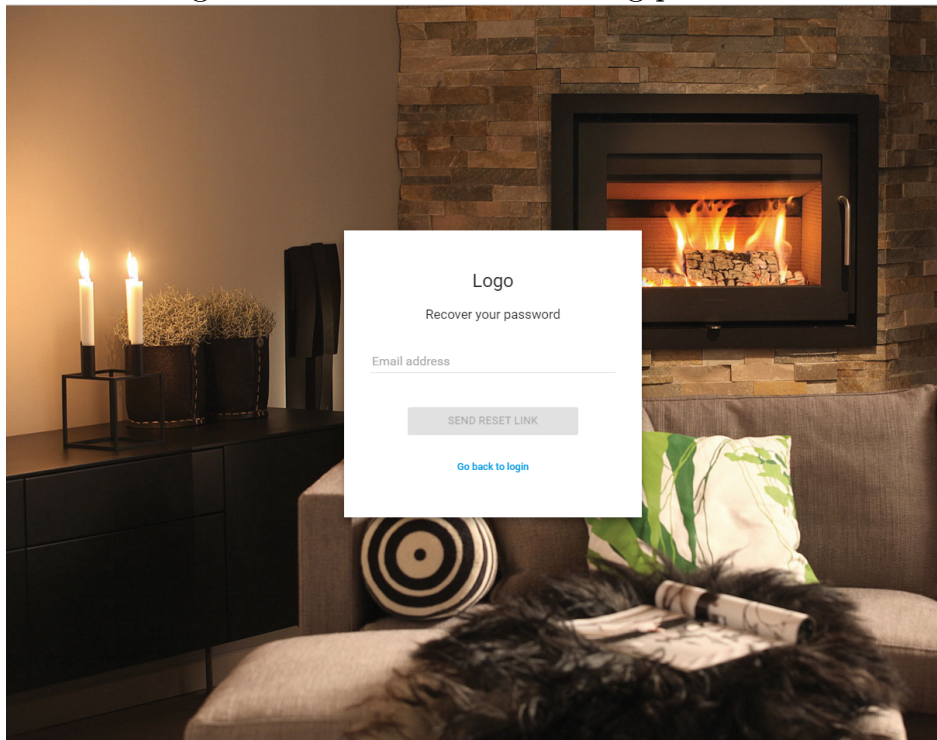 Logo
Recover your password
Email address
SEND RESET LINK
Go back to login